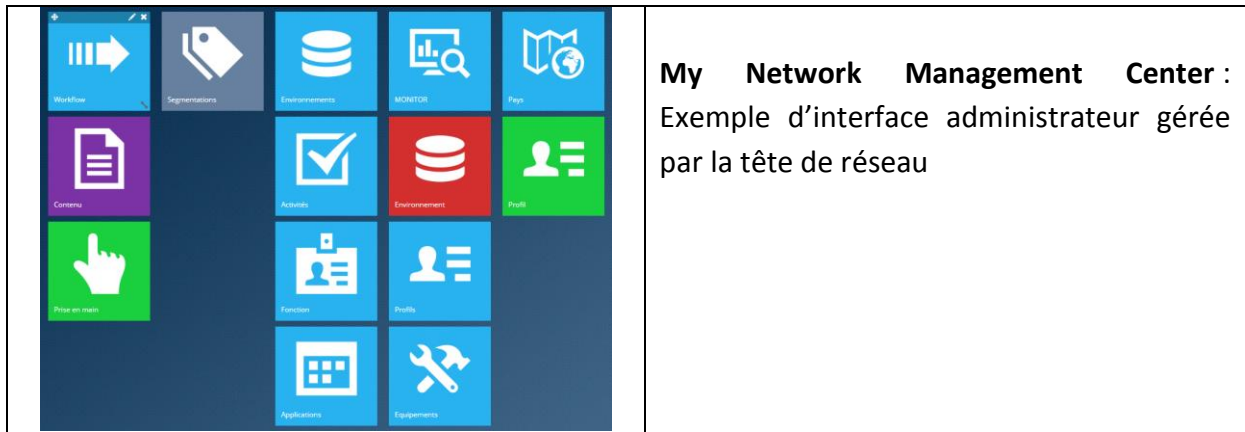 Workflow
Segmentations
Environnements
MONITOR
Pays
Contenu
Activités
Environnement
Profil
Prise en main
Fonction
Profils
Applications
Equipements
My Network Management Center :
Exemple d’interface administrateur gérée
par la tête de réseau